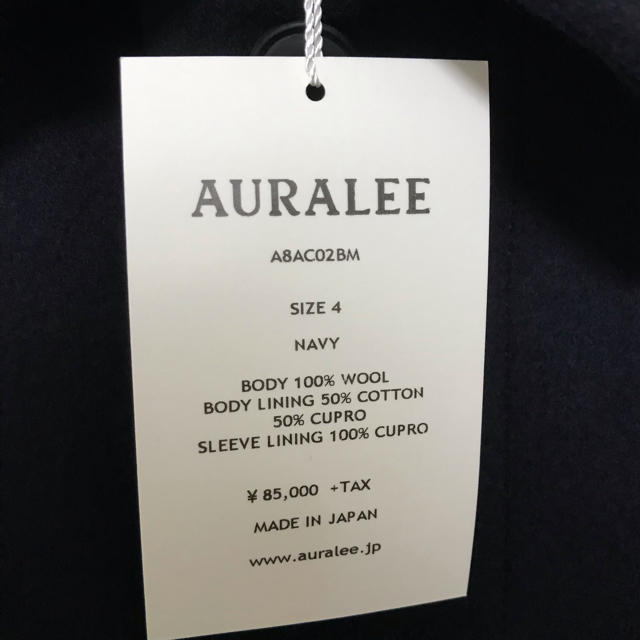 AURALEE
A8AC02BM
SIZE 4
NAVY
BODY 100% WOOL
BODY LINING 50% COTTON
50% CUPRO
SLEEVE LINING 100% CUPRO
¥ 85,000 +TAX
MADE IN JAPAN
www.auralee.jp